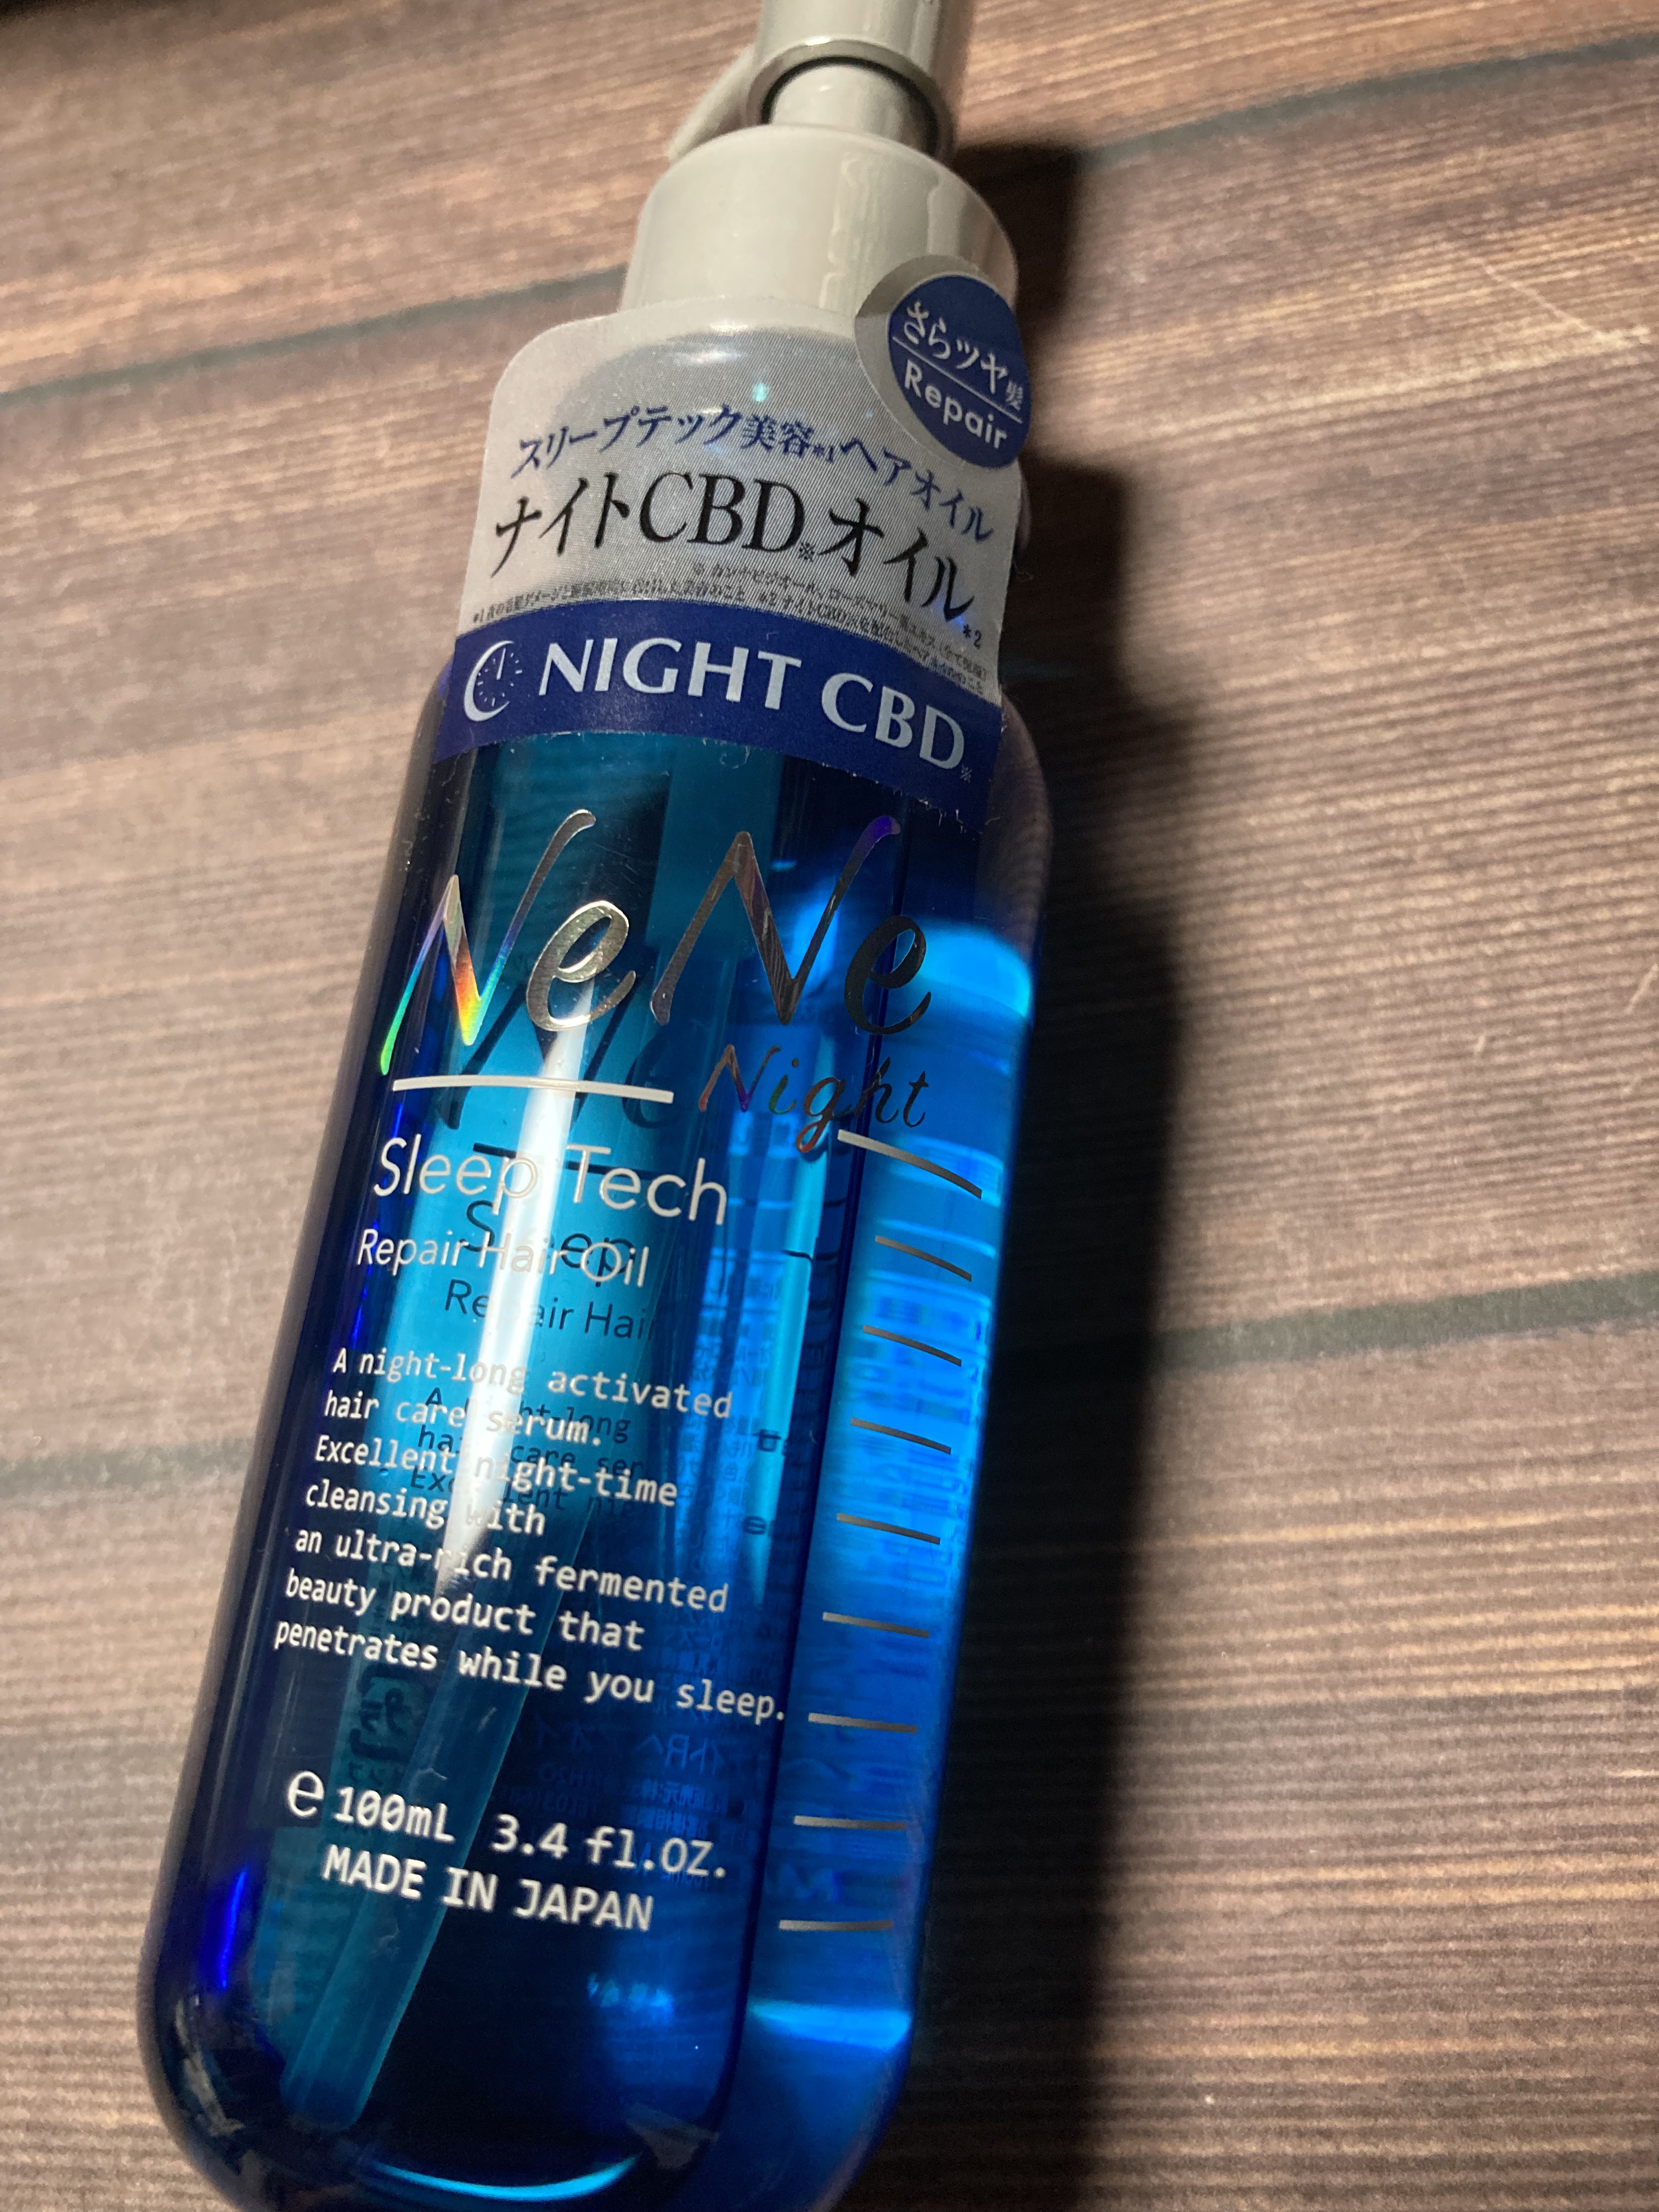 さらツヤ髪
Repair
スリープテック美容*1ヘアオイル
ナイトCBD※オイル*2
NIGHT CBD※
NeNe
Night
Sleep Tech
Repair Hair Oil
A night-long activated
hair care serum.
Excellent night-time
cleansing with
an ultra-rich fermented
beauty product that
penetrates while you sleep.
e 100mL 3.4 fl.oz.
MADE IN JAPAN